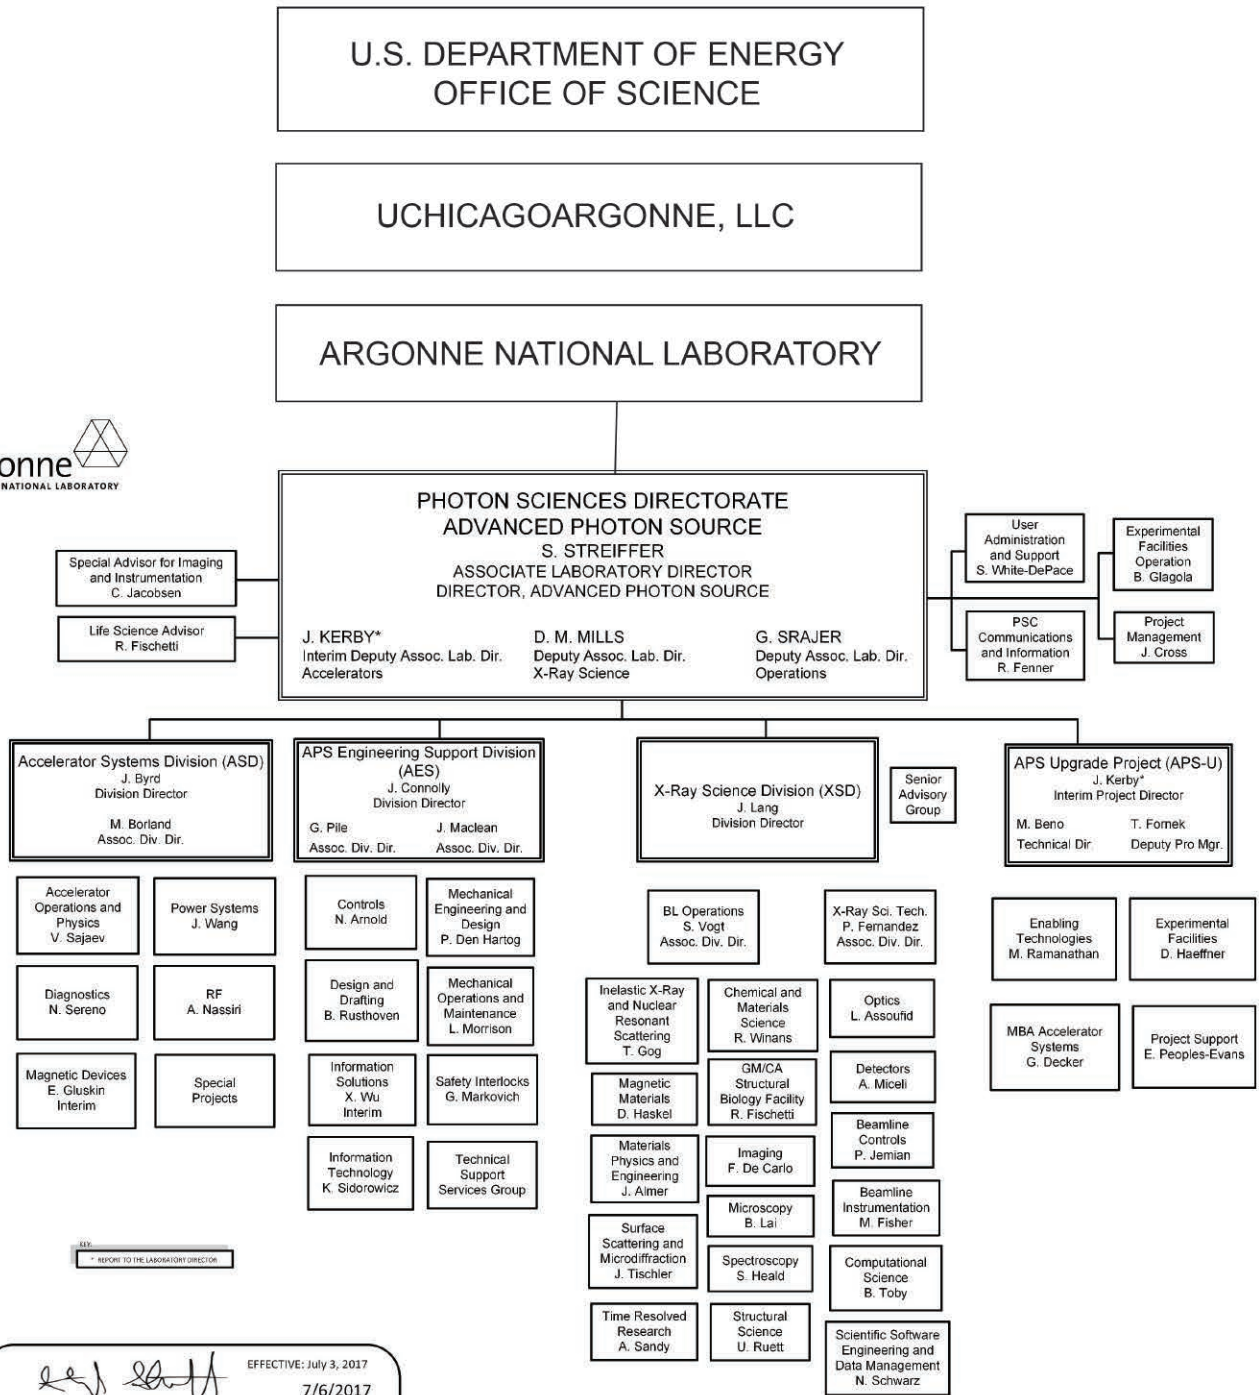 U.S. DEPARTMENT OF ENERGY
OFFICE OF SCIENCE
UCHICAGOARGONNE, LLC
ARGONNE NATIONAL LABORATORY
onne
NATIONAL LABORATORY
PHOTON SCIENCES DIRECTORATE
ADVANCED PHOTON SOURCE
S. STREIFFER
ASSOCIATE LABORATORY DIRECTOR
DIRECTOR, ADVANCED PHOTON SOURCE
J. KERBY*
Interim Deputy Assoc. Lab. Dir.
Accelerators
D. M. MILLS
Deputy Assoc. Lab. Dir.
X-Ray Science
G. SRAJER
Deputy Assoc. Lab. Dir.
Operations
Special Advisor for Imaging
and Instrumentation
C. Jacobsen
Life Science Advisor
R. Fischetti
User
Administration
and Support
S. White-DePace
Experimental
Facilities
Operation
B. Glagola
PSC
Communications
and Information
R. Fenner
Project
Management
J. Cross
Accelerator Systems Division (ASD)
J. Byrd
Division Director
M. Borland
Assoc. Div. Dir.
APS Engineering Support Division
(AES)
J. Connolly
Division Director
G. Pile
Assoc. Div. Dir.
J. Maclean
Assoc. Div. Dir.
X-Ray Science Division (XSD)
J. Lang
Division Director
Senior
Advisory
Group
APS Upgrade Project (APS-U)
J. Kerby*
Interim Project Director
M. Beno
Technical Dir.
T. Fornek
Deputy Pro Mgr.
Accelerator
Operations and
Physics
V. Sajaev
Power Systems
J. Wang
Diagnostics
N. Sereno
RF
A. Nassiri
Magnetic Devices
E. Gluskin
Interim
Special
Projects
Controls
N. Arnold
Mechanical
Engineering and
Design
P. Den Hartog
Design and
Drafting
B. Rusthoven
Mechanical
Operations and
Maintenance
L. Morrison
Information
Solutions
X. Wu
Interim
Safety Interlocks
G. Markovich
Information
Technology
K. Sidorowicz
Technical
Support
Services Group
BL Operations
S. Vogt
Assoc. Div. Dir.
X-Ray Sci. Tech.
P. Fernandez
Assoc. Div. Dir.
Inelastic X-Ray
and Nuclear
Resonant
Scattering
T. Gog
Chemical and
Materials
Science
R. Winans
Optics
L. Assoufid
Magnetic
Materials
D. Haskel
GM/CA
Structural
Biology Facility
R. Fischetti
Detectors
A. Miceli
Materials
Physics and
Engineering
J. Almer
Imaging
F. De Carlo
Beamline
Controls
P. Jemian
Surface
Scattering and
Microdiffraction
J. Tischler
Microscopy
B. Lai
Beamline
Instrumentation
M. Fisher
Spectroscopy
S. Heald
Computational
Science
B. Toby
Time Resolved
Research
A. Sandy
Structural
Science
U. Ruett
Scientific Software
Engineering and
Data Management
N. Schwarz
Enabling
Technologies
M. Ramanathan
Experimental
Facilities
D. Haeffner
MBA Accelerator
Systems
G. Decker
Project Support
E. Peoples-Evans
KEY:
* REPORT TO THE LABORATORY DIRECTOR
EFFECTIVE: July 3, 2017
7/6/2017